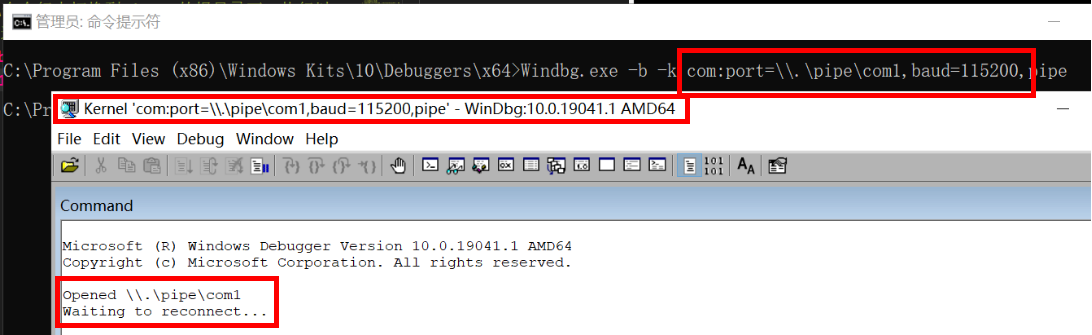 管理员: 命令提示符
C:\Program Files (x86)\Windows Kits\10\Debuggers\x64>Windbg.exe -b -k com:port=\\.\pipe\com1,baud=115200,pipe
C:\Pr
Kernel 'com:port=\\.\pipe\com1,baud=115200,pipe' - WinDbg:10.0.19041.1 AMD64
File Edit View Debug Window Help
Command
Microsoft (R) Windows Debugger Version 10.0.19041.1 AMD64
Copyright (c) Microsoft Corporation. All rights reserved.
Opened \\.\pipe\com1
Waiting to reconnect...